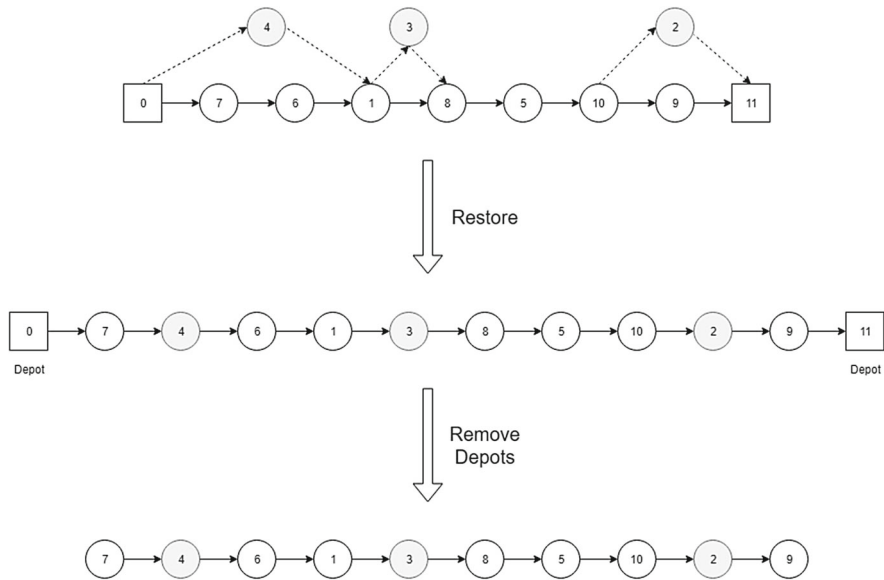 4 3 2
0 7 6 1 8 5 10 9 11
Restore
0 7 4 6 1 3 8 5 10 2 9 11
Depot Depot
Remove
Depots
7 4 6 1 3 8 5 10 2 9